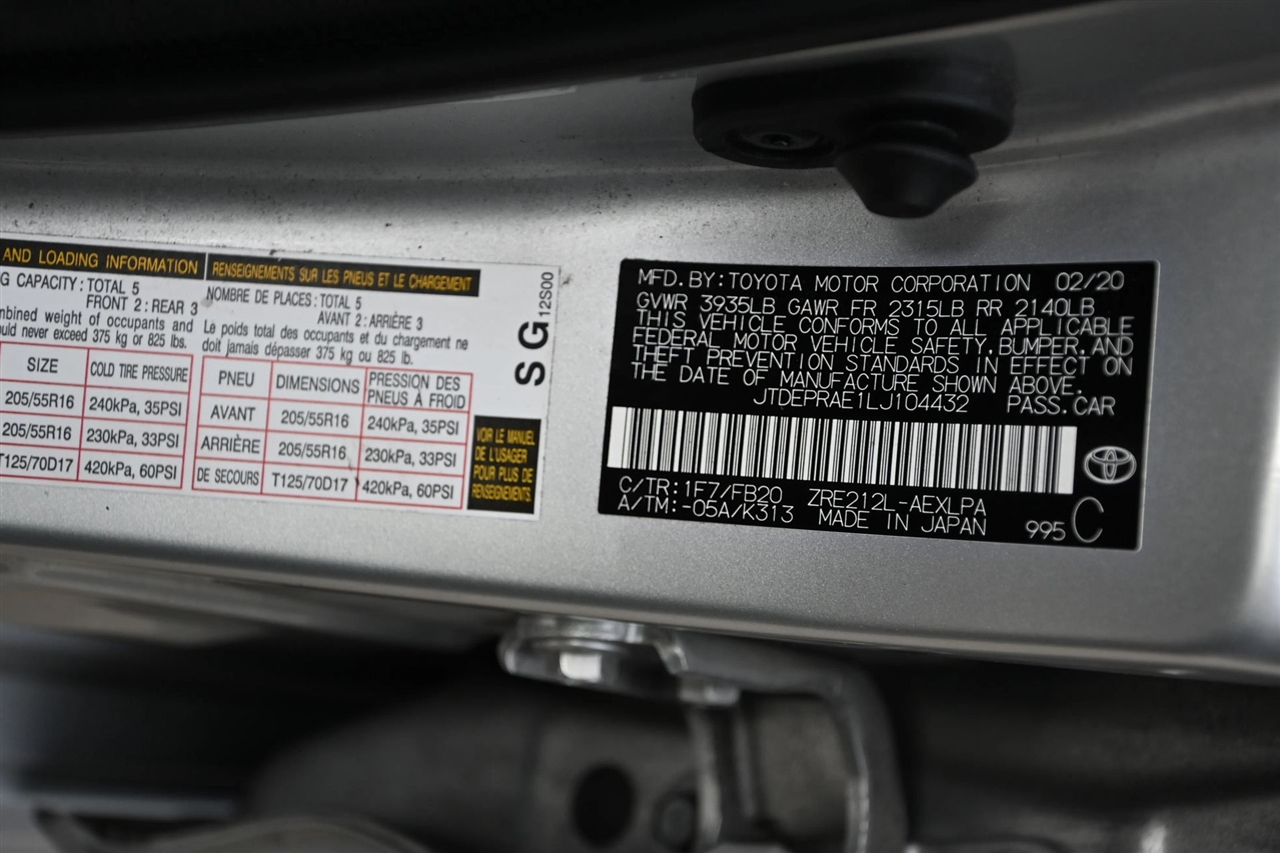 AND LOADING INFORMATION
G CAPACITY : TOTAL 5
FRONT 2 : REAR 3
mbined weight of occupants and
ould never exceed 375 kg or 825 lbs.
SIZE COLD TIRE PRESSURE
205/55R16 240kPa, 35PSI
205/55R16 230kPa, 33PSI
T125/70D17 420kPa, 60PSI
RENSEIGNEMENTS SUR LES PNEUS ET LE CHARGEMENT
NOMBRE DE PLACES : TOTAL 5
AVANT 2 : ARRIÈRE 3
Le poids total des occupants et du chargement ne
doit jamais dépasser 375 kg ou 825 lb.
PNEU DIMENSIONS PRESSION DES
PNEUS À FROID
AVANT 205/55R16 240kPa, 35PSI
ARRIÈRE 205/55R16 230kPa, 33PSI
DE SECOURS T125/70D17 420kPa, 60PSI
SG 12S00
VOIR LE MANUEL
DE L'USAGER
POUR PLUS DE
RENSEIGNEMENTS
MFD.BY:TOYOTA MOTOR CORPORATION 02/20
GVWR 3935LB GAWR FR 2315LB RR 2140LB
THIS VEHICLE CONFORMS TO ALL APPLICABLE
FEDERAL MOTOR VEHICLE SAFETY,BUMPER,AND
THEFT PREVENTION STANDARDS IN EFFECT ON
THE DATE OF MANUFACTURE SHOWN ABOVE.
JTDEPRAE1LJ104432 PASS.CAR
C/TR:1F7/FB20 ZRE212L-AEXLPA
A/TM:-05A/K313 MADE IN JAPAN 995 C